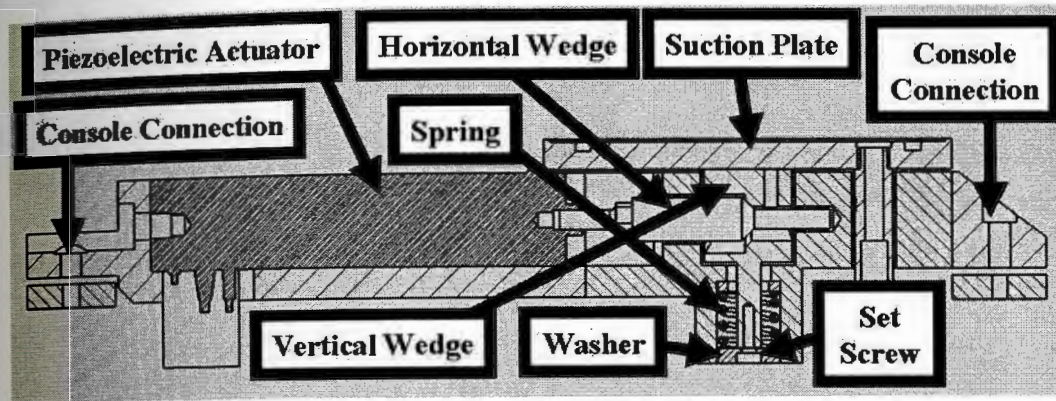 Piezoelectric Actuator
Horizontal Wedge
Suction Plate
Console
Connection
Console Connection
Spring
Vertical Wedge
Washer
Set
Screw